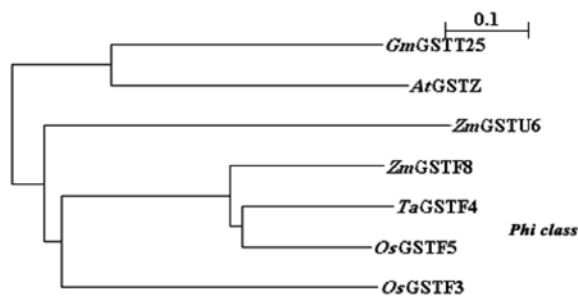 0.1
GmGSTT25
AtGSTZ
ZmGSTU6
ZmGSTF8
TaGSTF4
Phi class
OsGSTF5
OsGSTF3